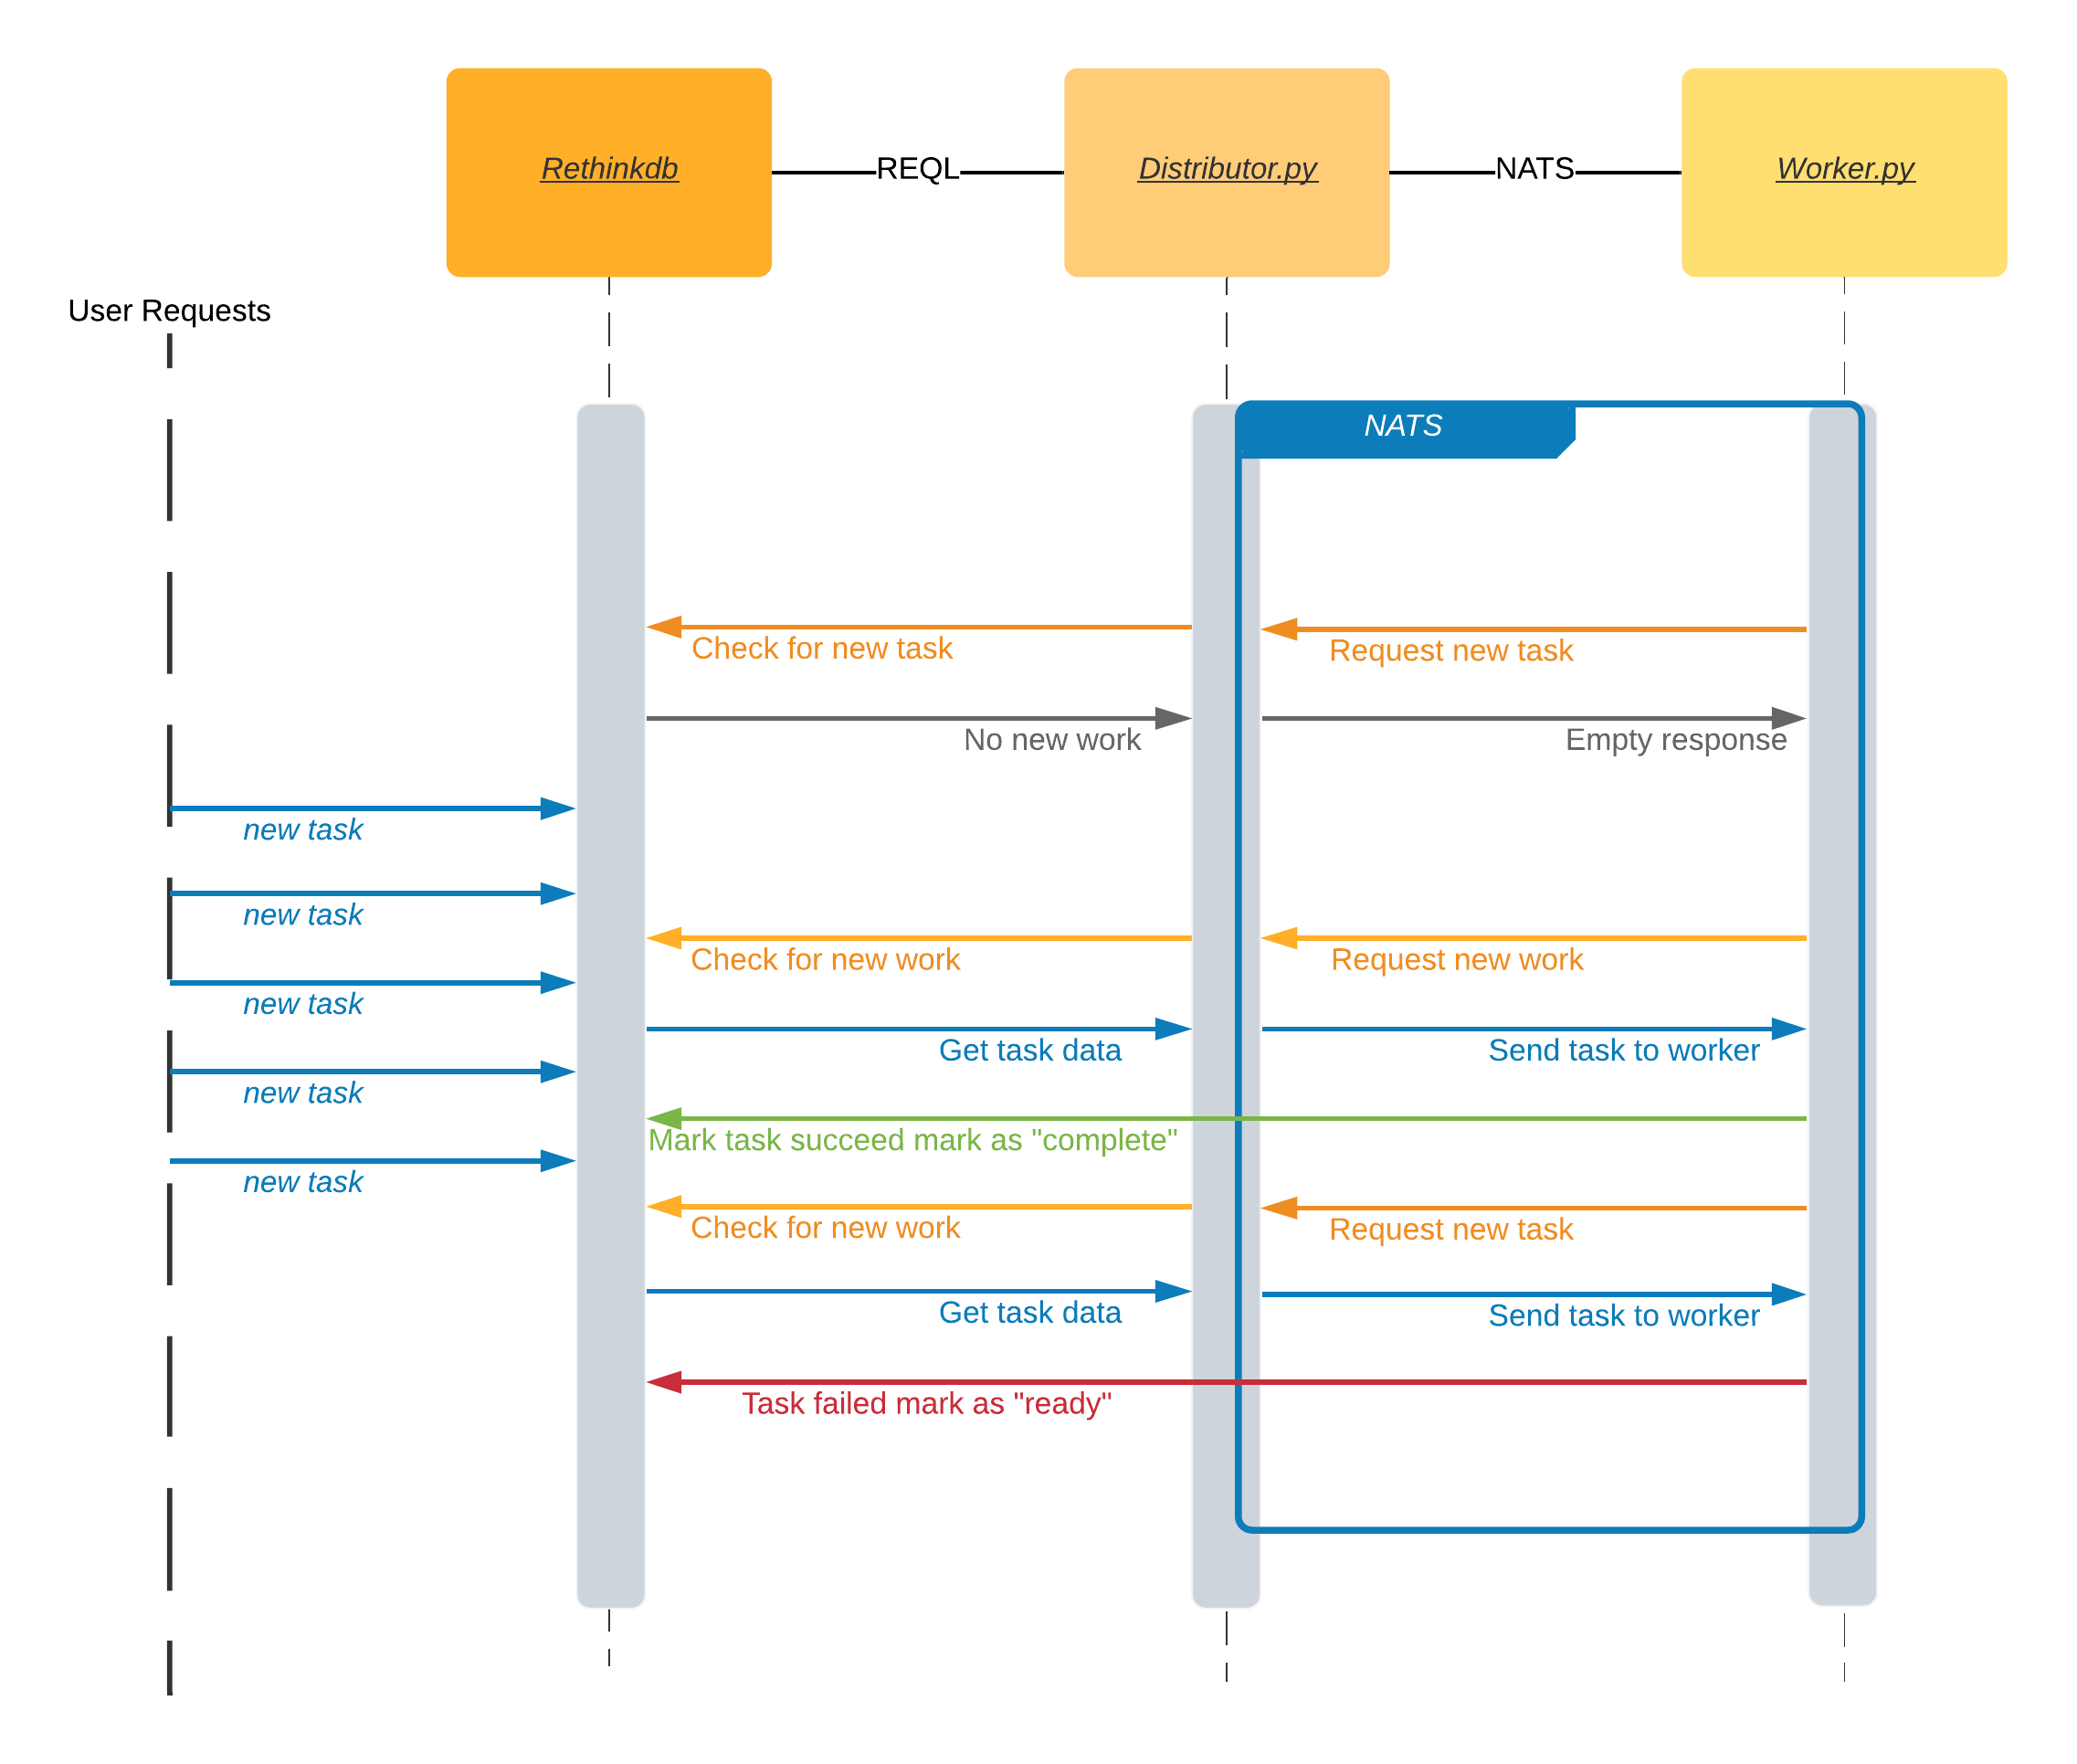 Rethinkdb
REQL
Distributor.py
NATS
Worker.py
User Requests
NATS
Check for new task
Request new task
No new work
Empty response
new task
new task
Check for new work
Request new work
new task
Get task data
Send task to worker
new task
Mark task succeed mark as "complete"
new task
Check for new work
Request new task
Get task data
Send task to worker
Task failed mark as "ready"